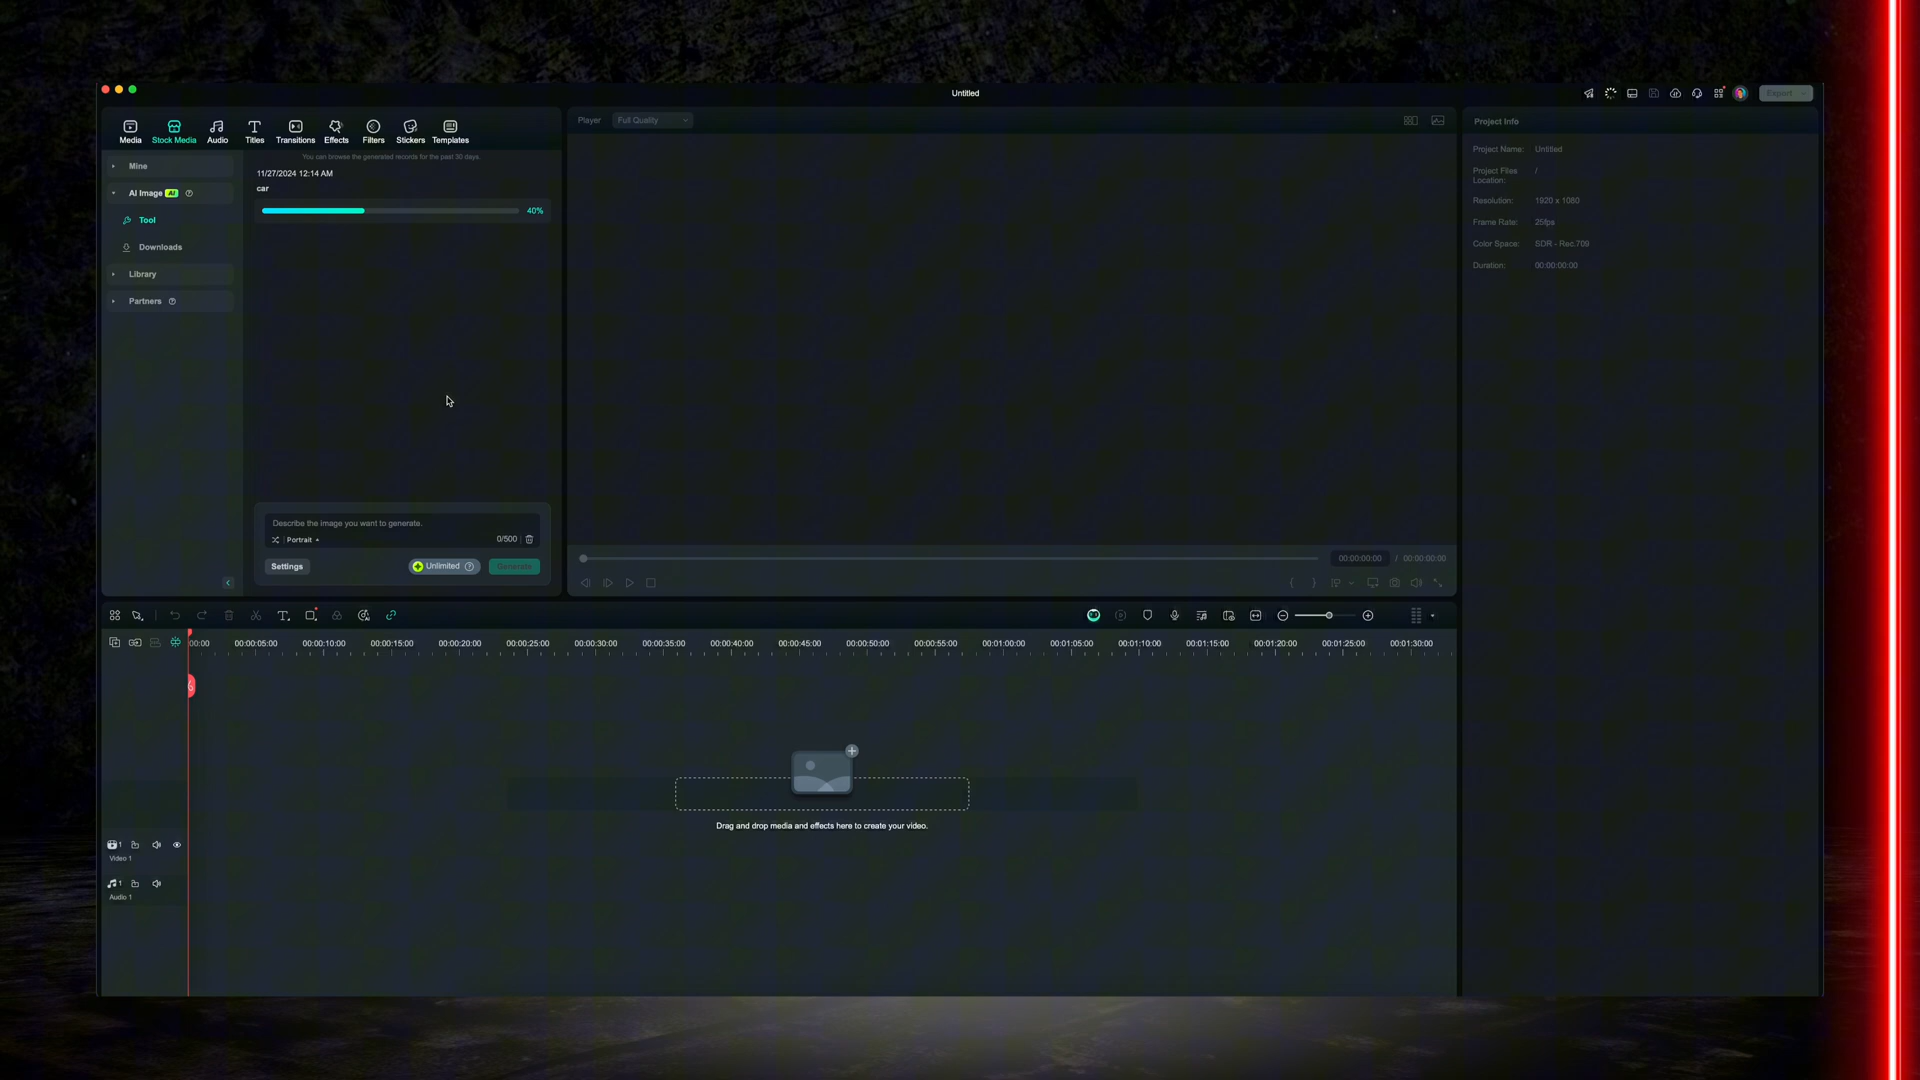 Untitled
Export
Media
Stock Media
Audio
Titles
Transitions
Effects
Filters
Stickers
Templates
Mine
AI Image AI
Tool
Downloads
Library
Partners
You can browse the generated records for the past 30 days.
11/27/2024 12:14 AM
car
40%
Describe the image you want to generate.
Portrait
0/500
Settings
Unlimited
Generate
Player
Full Quality
00:00:00:00 / 00:00:00:00
Project Info
Project Name: Untitled
Project Files Location: /
Resolution: 1920 x 1080
Frame Rate: 25fps
Color Space: SDR - Rec.709
Duration: 00:00:00:00
00:00
00:00:05:00
00:00:10:00
00:00:15:00
00:00:20:00
00:00:25:00
00:00:30:00
00:00:35:00
00:00:40:00
00:00:45:00
00:00:50:00
00:00:55:00
00:01:00:00
00:01:05:00
00:01:10:00
00:01:15:00
00:01:20:00
00:01:25:00
00:01:30:00
Drag and drop media and effects here to create your video.
1
Video 1
1
Audio 1